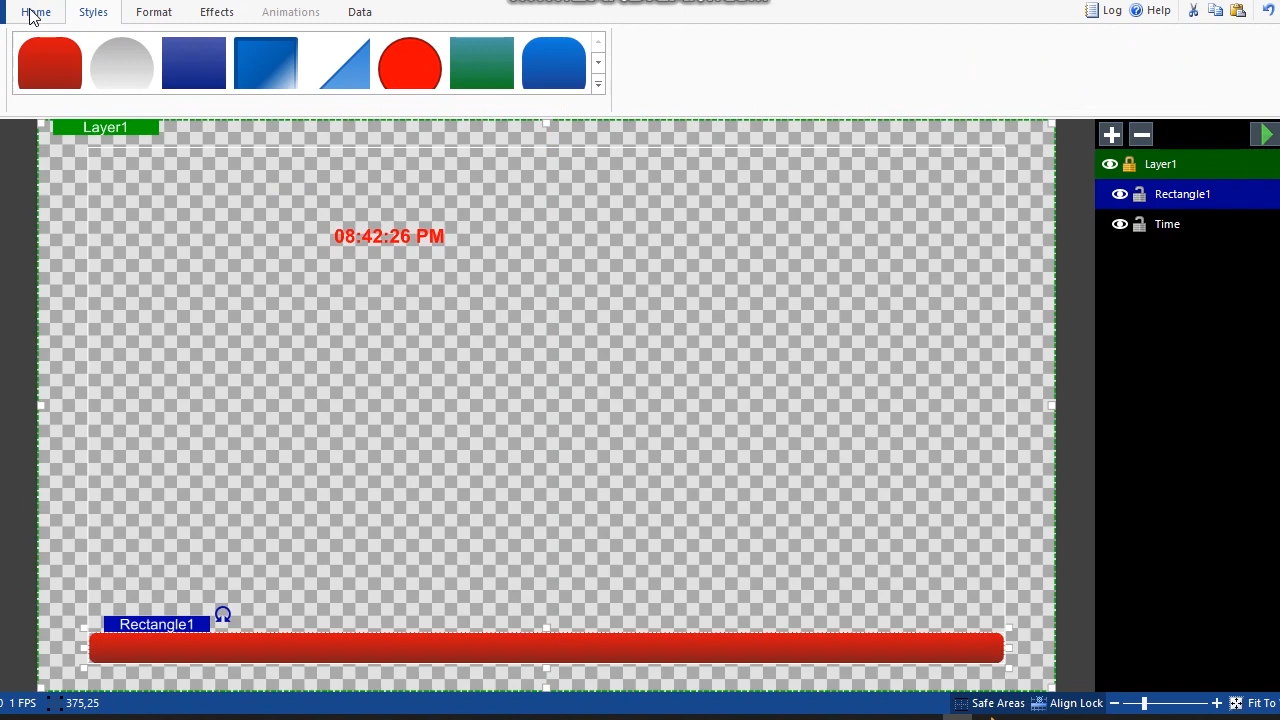 Home Styles Format Effects Animations Data Log Help
Layer1
Layer1
Rectangle1
Time
08:42:26 PM
Rectangle1
1 FPS 375,25 Safe Areas Align Lock Fit To